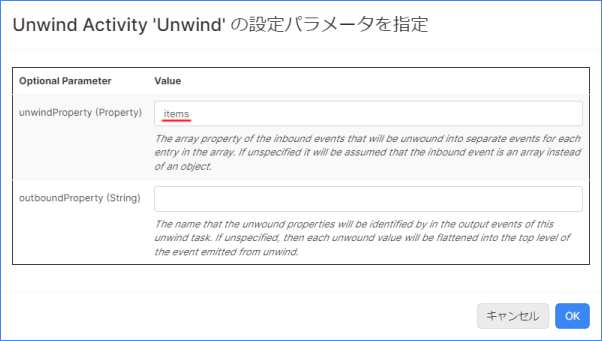 Unwind Activity 'Unwind' の設定パラメータを指定
Optional Parameter Value
unwindProperty (Property) items
The array property of the inbound events that will be unwound into separate events for each
entry in the array. If unspecified it will be assumed that the inbound event is an array instead
of an object.
outboundProperty (String)
The name that the unwound properties will be identified by in the output events of this
unwind task. If unspecified, then each unwound value will be flattened into the top level of
the event emitted from unwind.
キャンセル OK